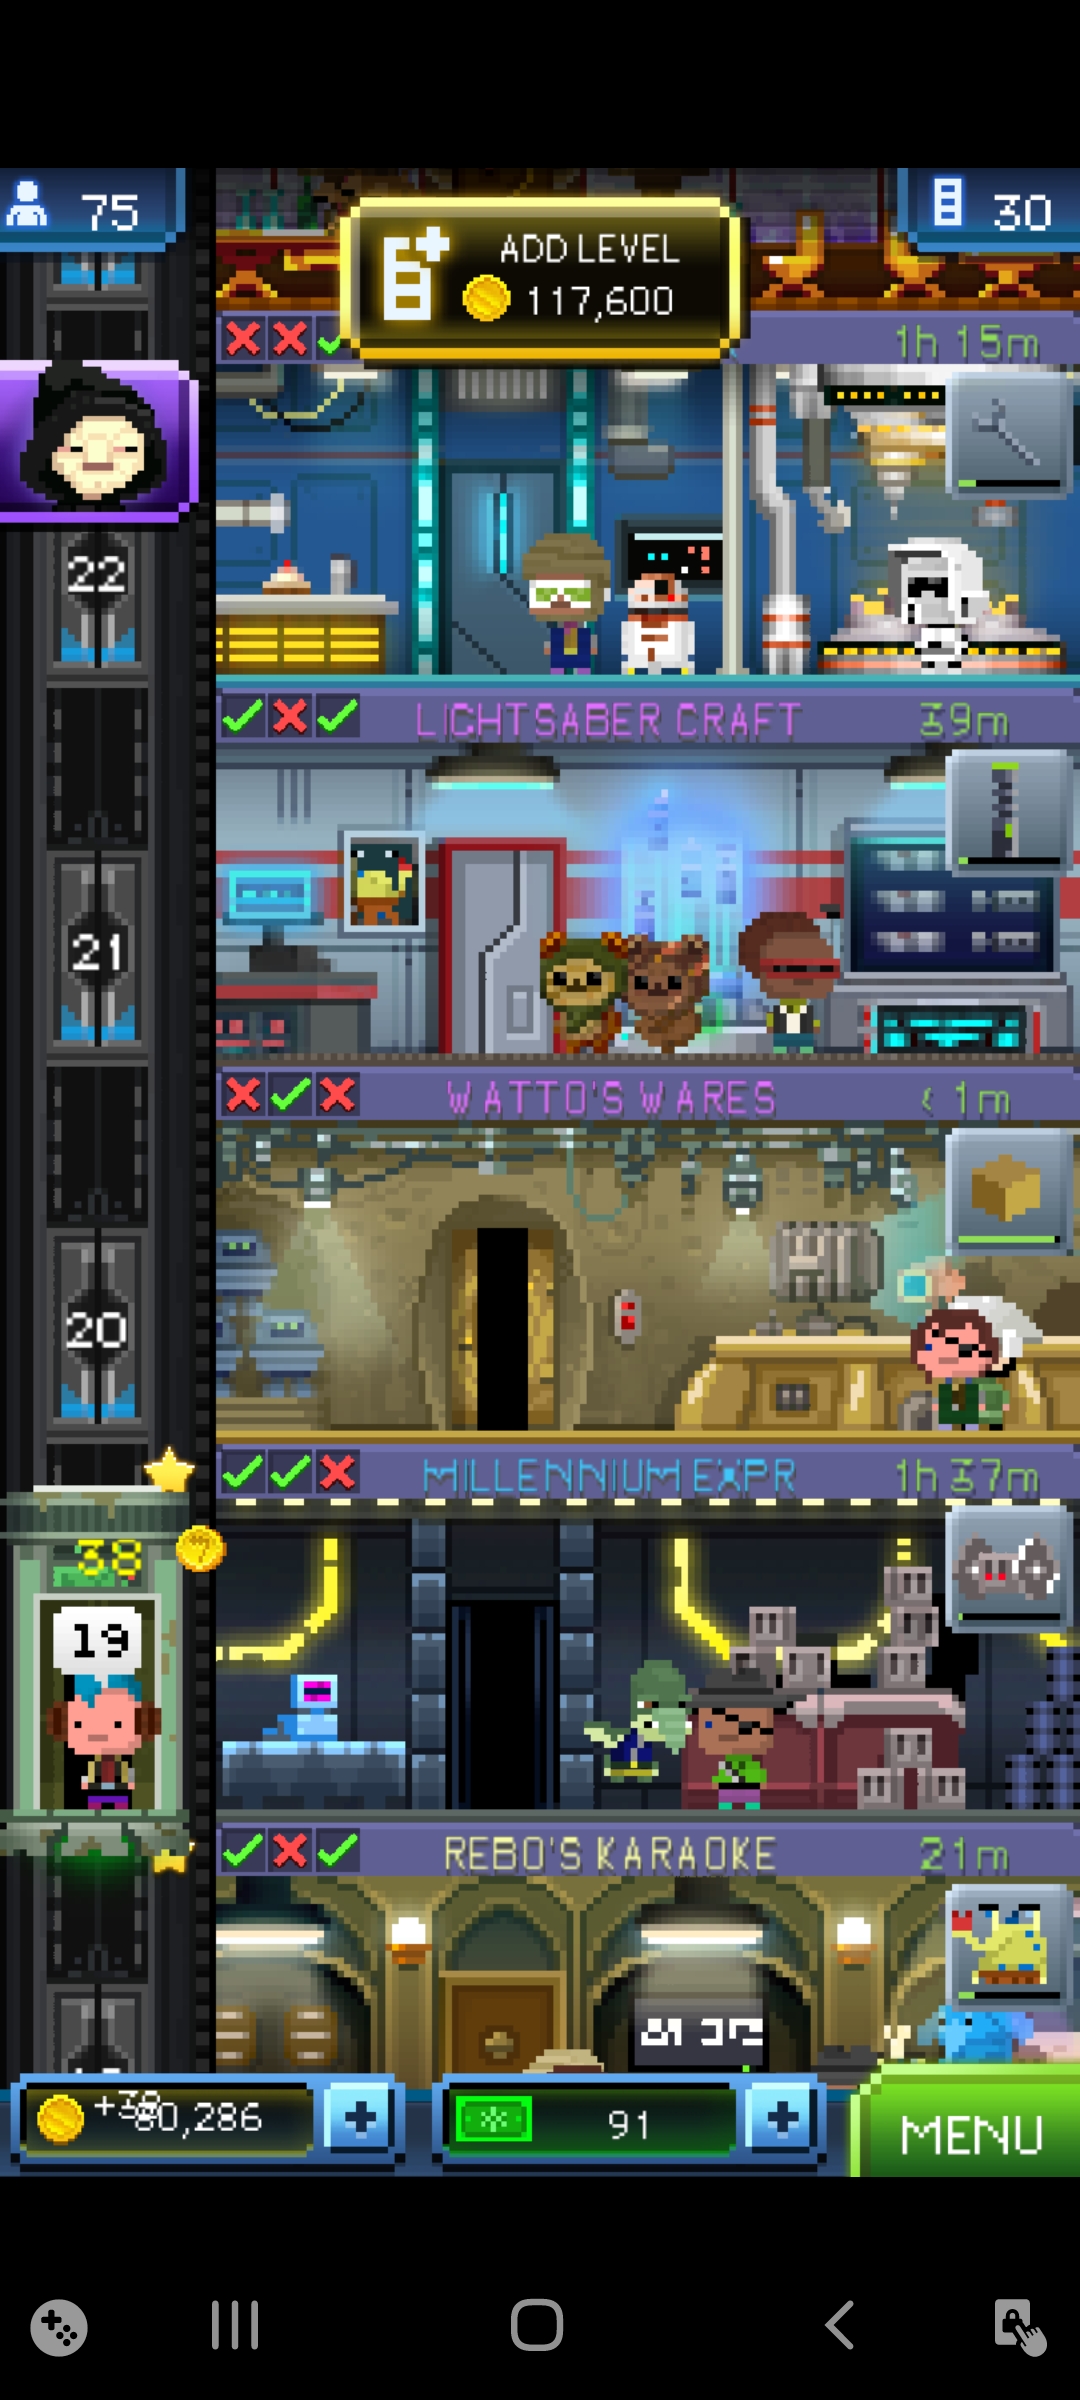 75
ADD LEVEL
117,600
30
1h 15m
22
LIGHTSABER CRAFT 39m
21
WATTO'S WARES < 1m
20
MILLENNIUM EXPR 1h 37m
38
19
REBO'S KARAOKE 21m
+38
80,286
91
MENU